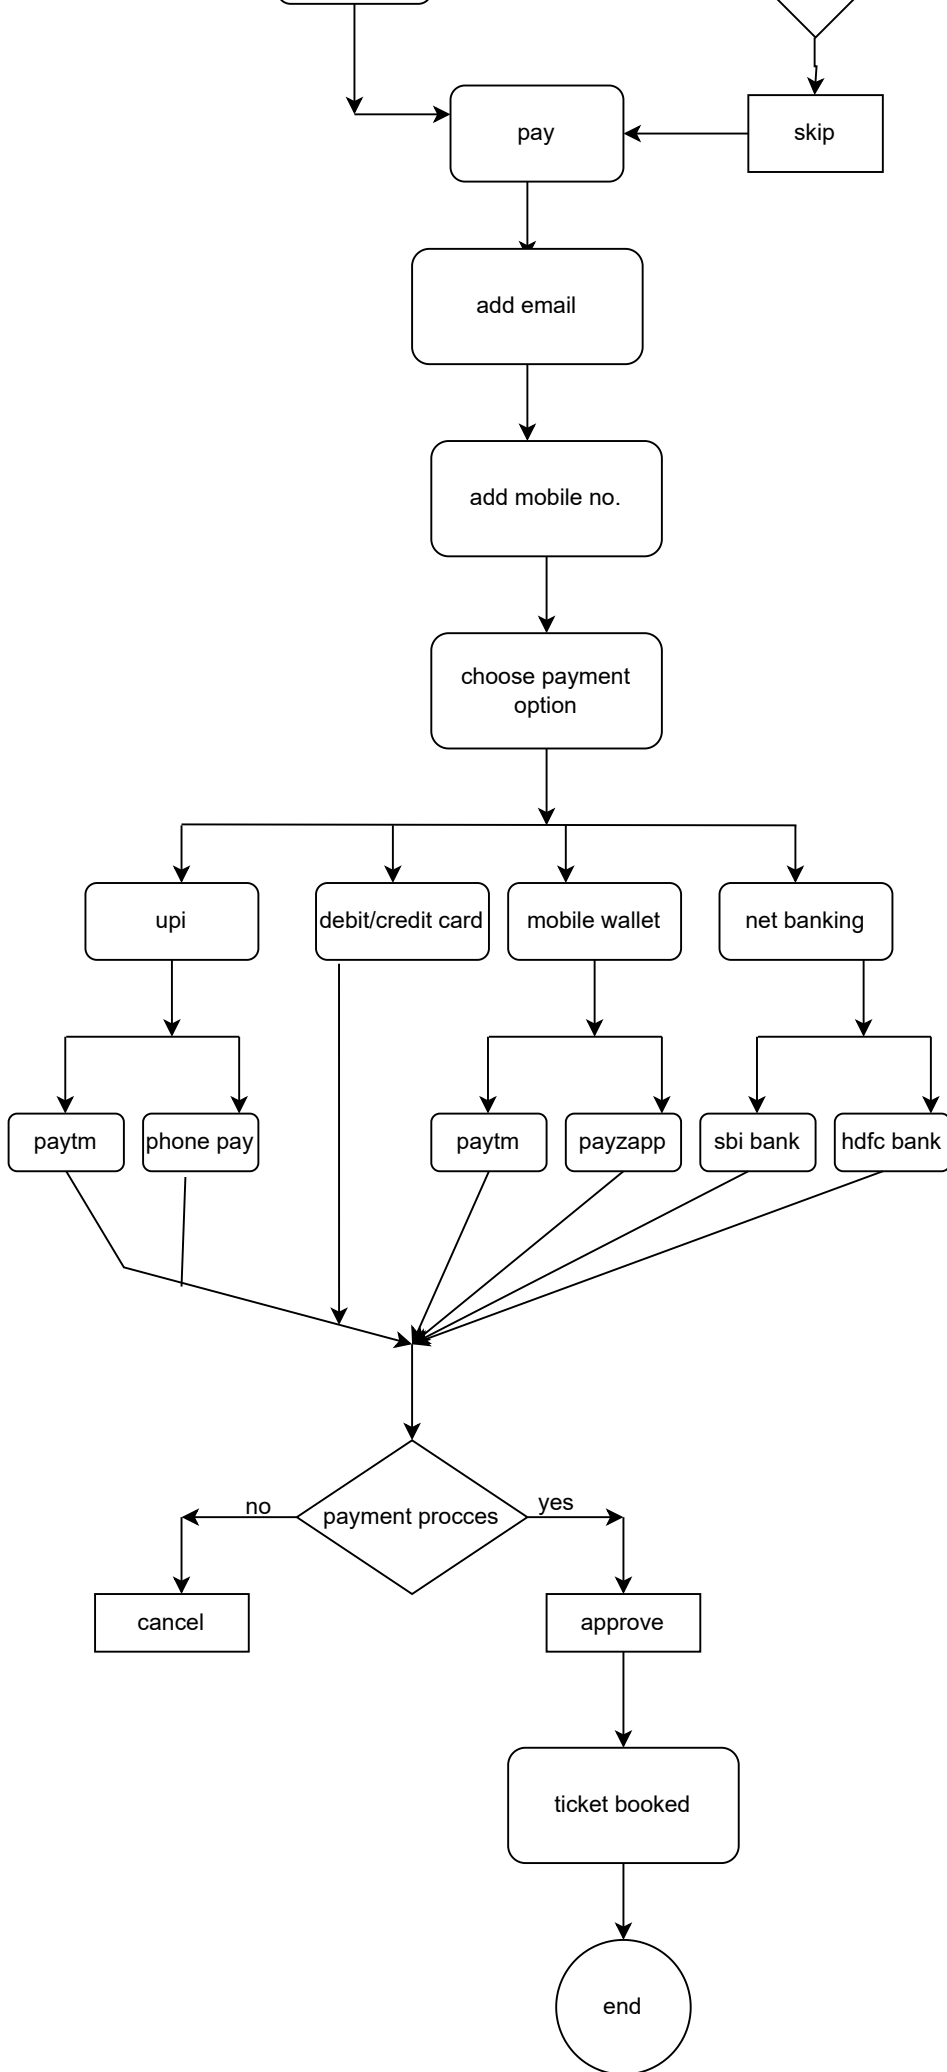 pay
skip
add email
add mobile no.
choose payment
option
upi
debit/credit card
mobile wallet
net banking
paytm
phone pay
paytm
payzapp
sbi bank
hdfc bank
no
yes
payment procces
cancel
approve
ticket booked
end